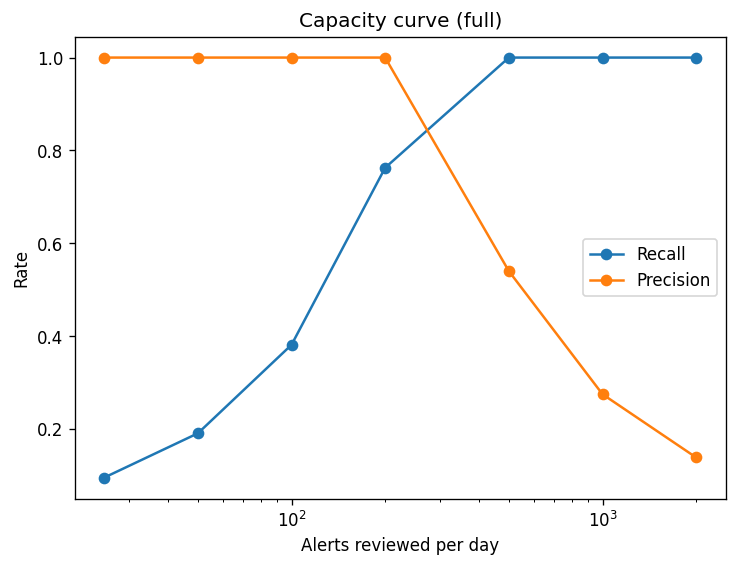 Capacity curve (full)
1.0
0.8
0.6
0.4
0.2
Rate
Recall
Precision
10²
10³
Alerts reviewed per day